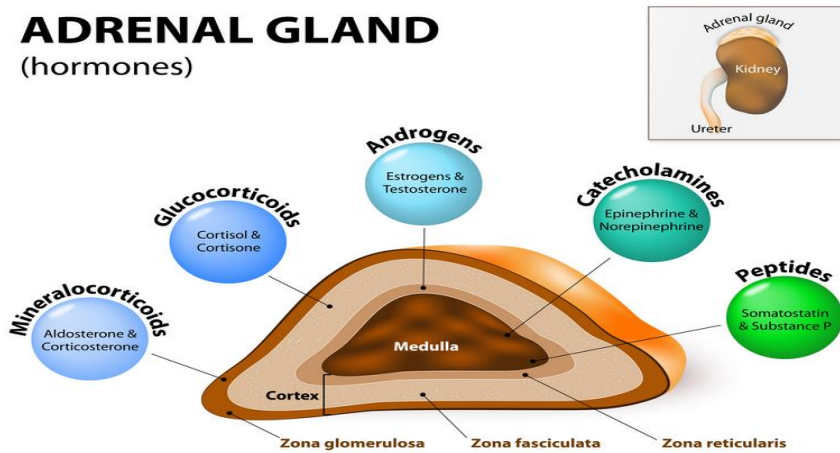 ADRENAL GLAND
(hormones)
Adrenal gland
Kidney
Ureter
Androgens
Estrogens &
Testosterone
Glucocorticoids
Cortisol &
Cortisone
Catecholamines
Epinephrine &
Norepinephrine
Mineralocorticoids
Aldosterone &
Corticosterone
Peptides
Somatostatin
& Substance P
Medulla
Cortex
Zona glomerulosa
Zona fasciculata
Zona reticularis